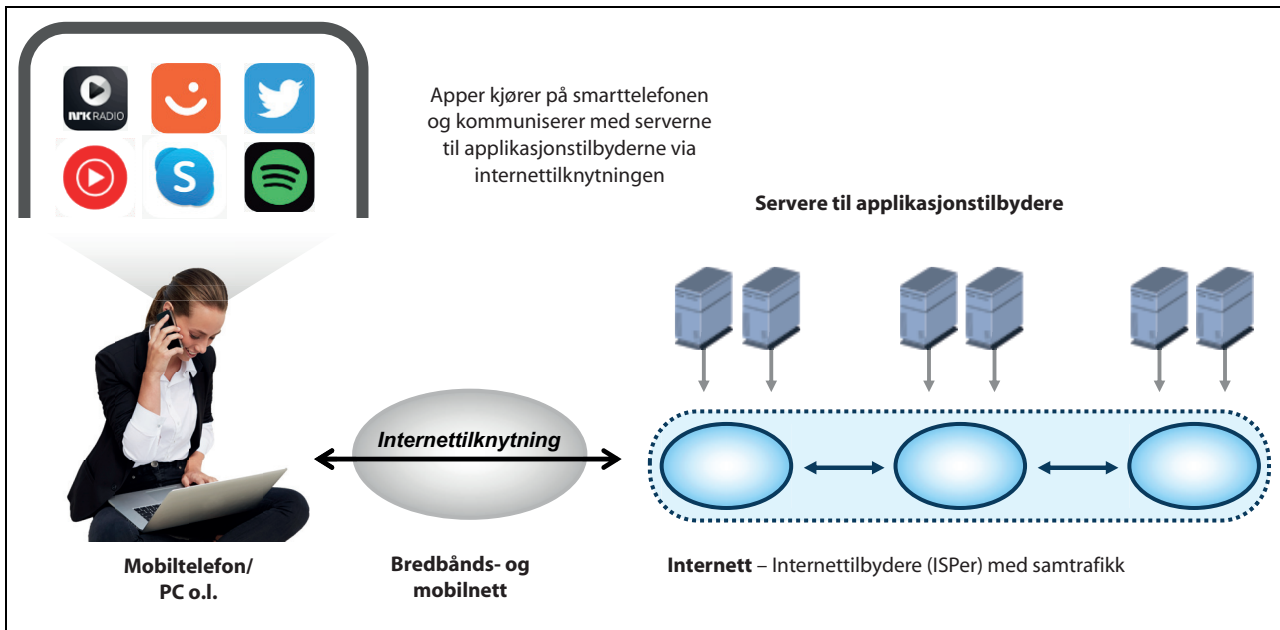 nrk RADIO
S
Apper kjører på smarttelefonen
og kommuniserer med serverne
til applikasjonstilbyderne via
internettilknytningen
Servere til applikasjonstilbydere
Internettilknytning
Mobiltelefon/
PC o.l.
Bredbånds- og
mobilnett
Internett – Internettilbydere (ISPer) med samtrafikk